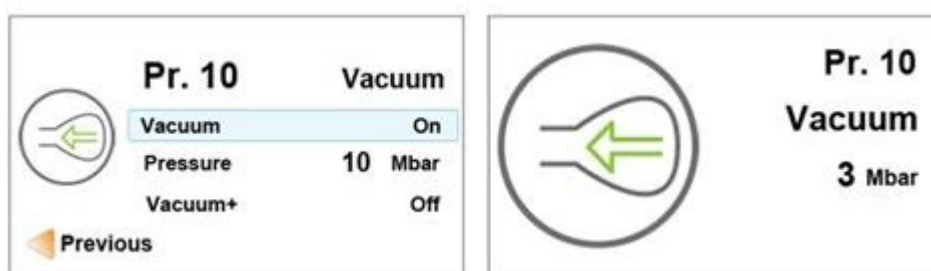 Pr. 10 Vacuum
Vacuum On
Pressure 10 Mbar
Vacuum+ Off
Previous
Pr. 10
Vacuum
3 Mbar